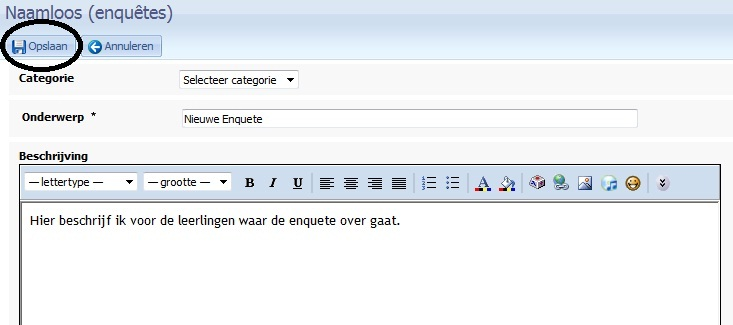 Naamloos (enquêtes)
Opslaan Annuleren
Categorie Selecteer categorie
Onderwerp * Nieuwe Enquete
Beschrijving
— lettertype — — grootte — B I U
Hier beschrijf ik voor de leerlingen waar de enquete over gaat.